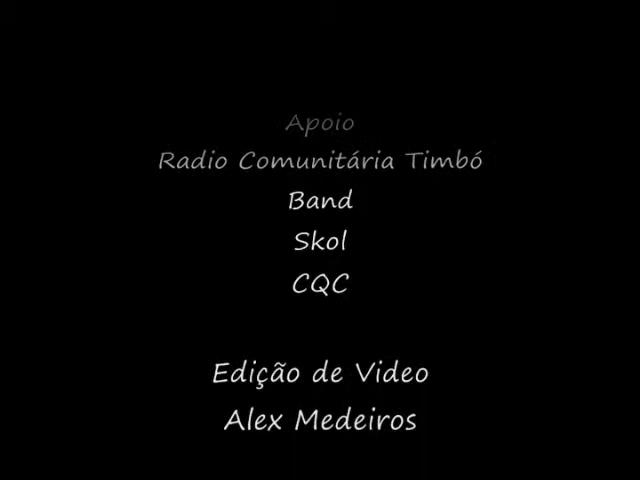 Apoio
Radio Comunitária Timbó
Band
Skol
CQC
Edição de Video
Alex Medeiros